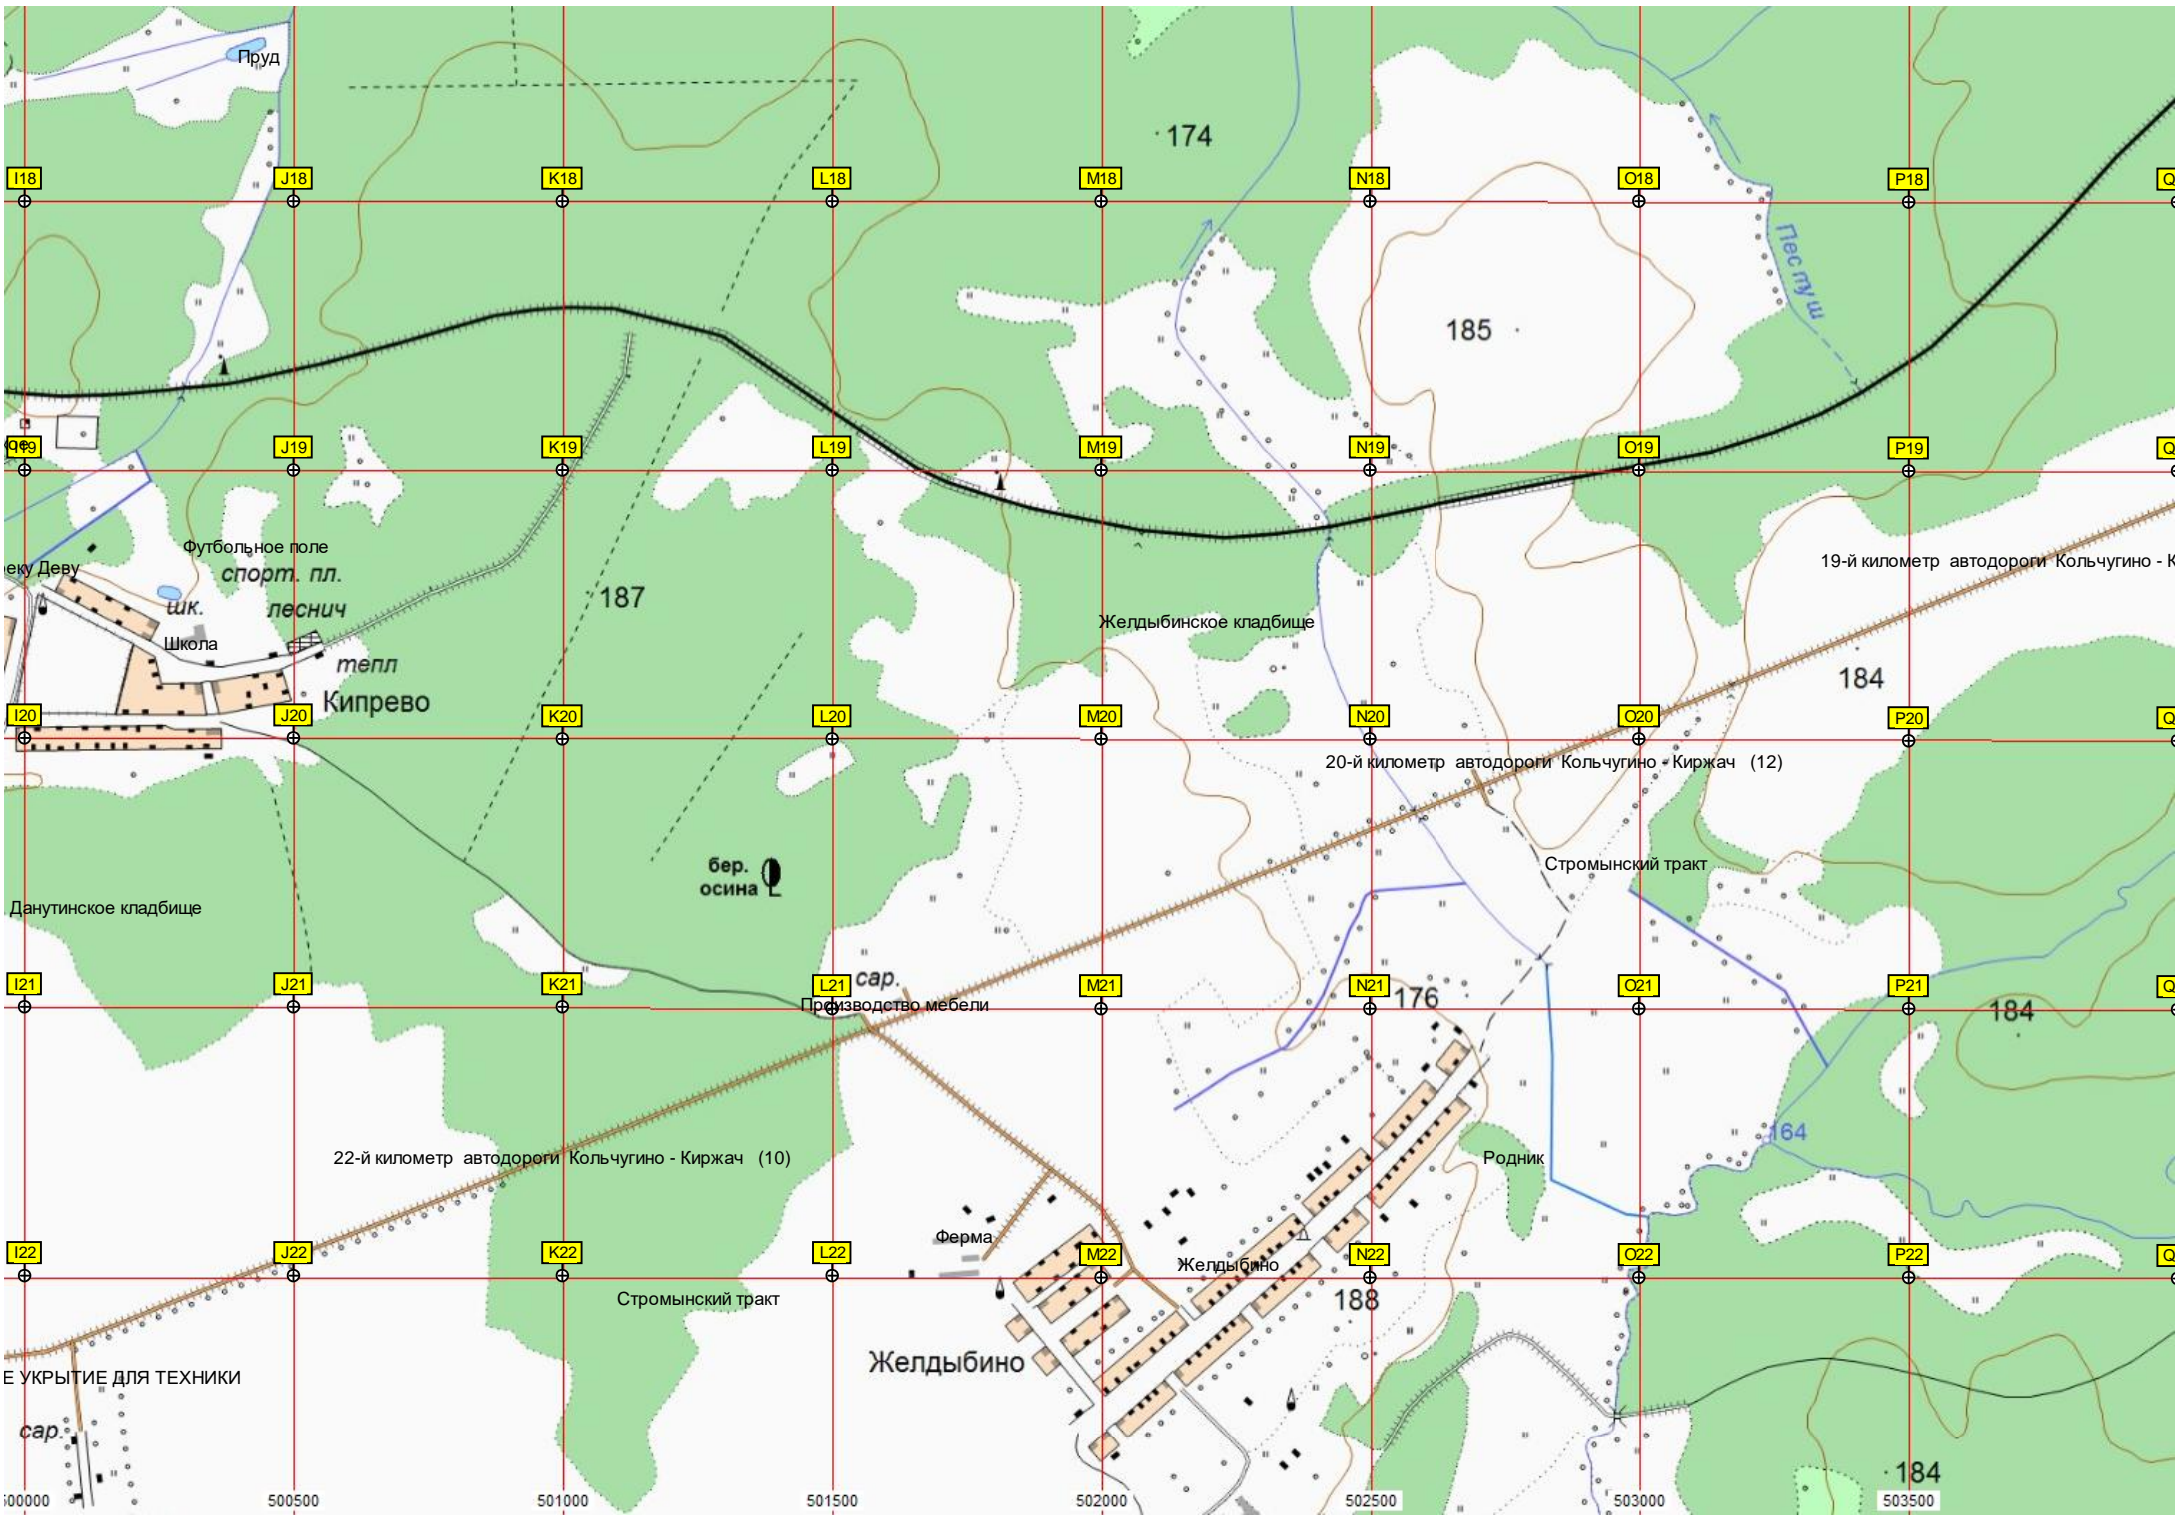 Пруд
174
I18
J18
K18
L18
M18
N18
O18
P18
Q
Песпуш
185
I19
J19
K19
L19
M19
N19
O19
P19
Q
Футбольное поле
спорт. пл.
еку Деву
19-й километр автодороги Кольчугино - К
шк.
леснич
187
Желдыбинское кладбище
Школа
тепл
184
Кипрево
I20
J20
K20
L20
M20
N20
O20
P20
Q
20-й километр автодороги Кольчугино - Киржач (12)
бер.
осина
Стромынский тракт
Данутинское кладбище
I21
J21
K21
L21
сар.
M21
N21
176
O21
P21
Q
Производство мебели
184
164
22-й километр автодороги Кольчугино - Киржач (10)
Родник
Ферма
I22
J22
K22
L22
M22
Желдыбино
N22
O22
P22
Q
Стромынский тракт
188
Желдыбино
Е УКРЫТИЕ ДЛЯ ТЕХНИКИ
сар.
184
500000
500500
501000
501500
502000
502500
503000
503500